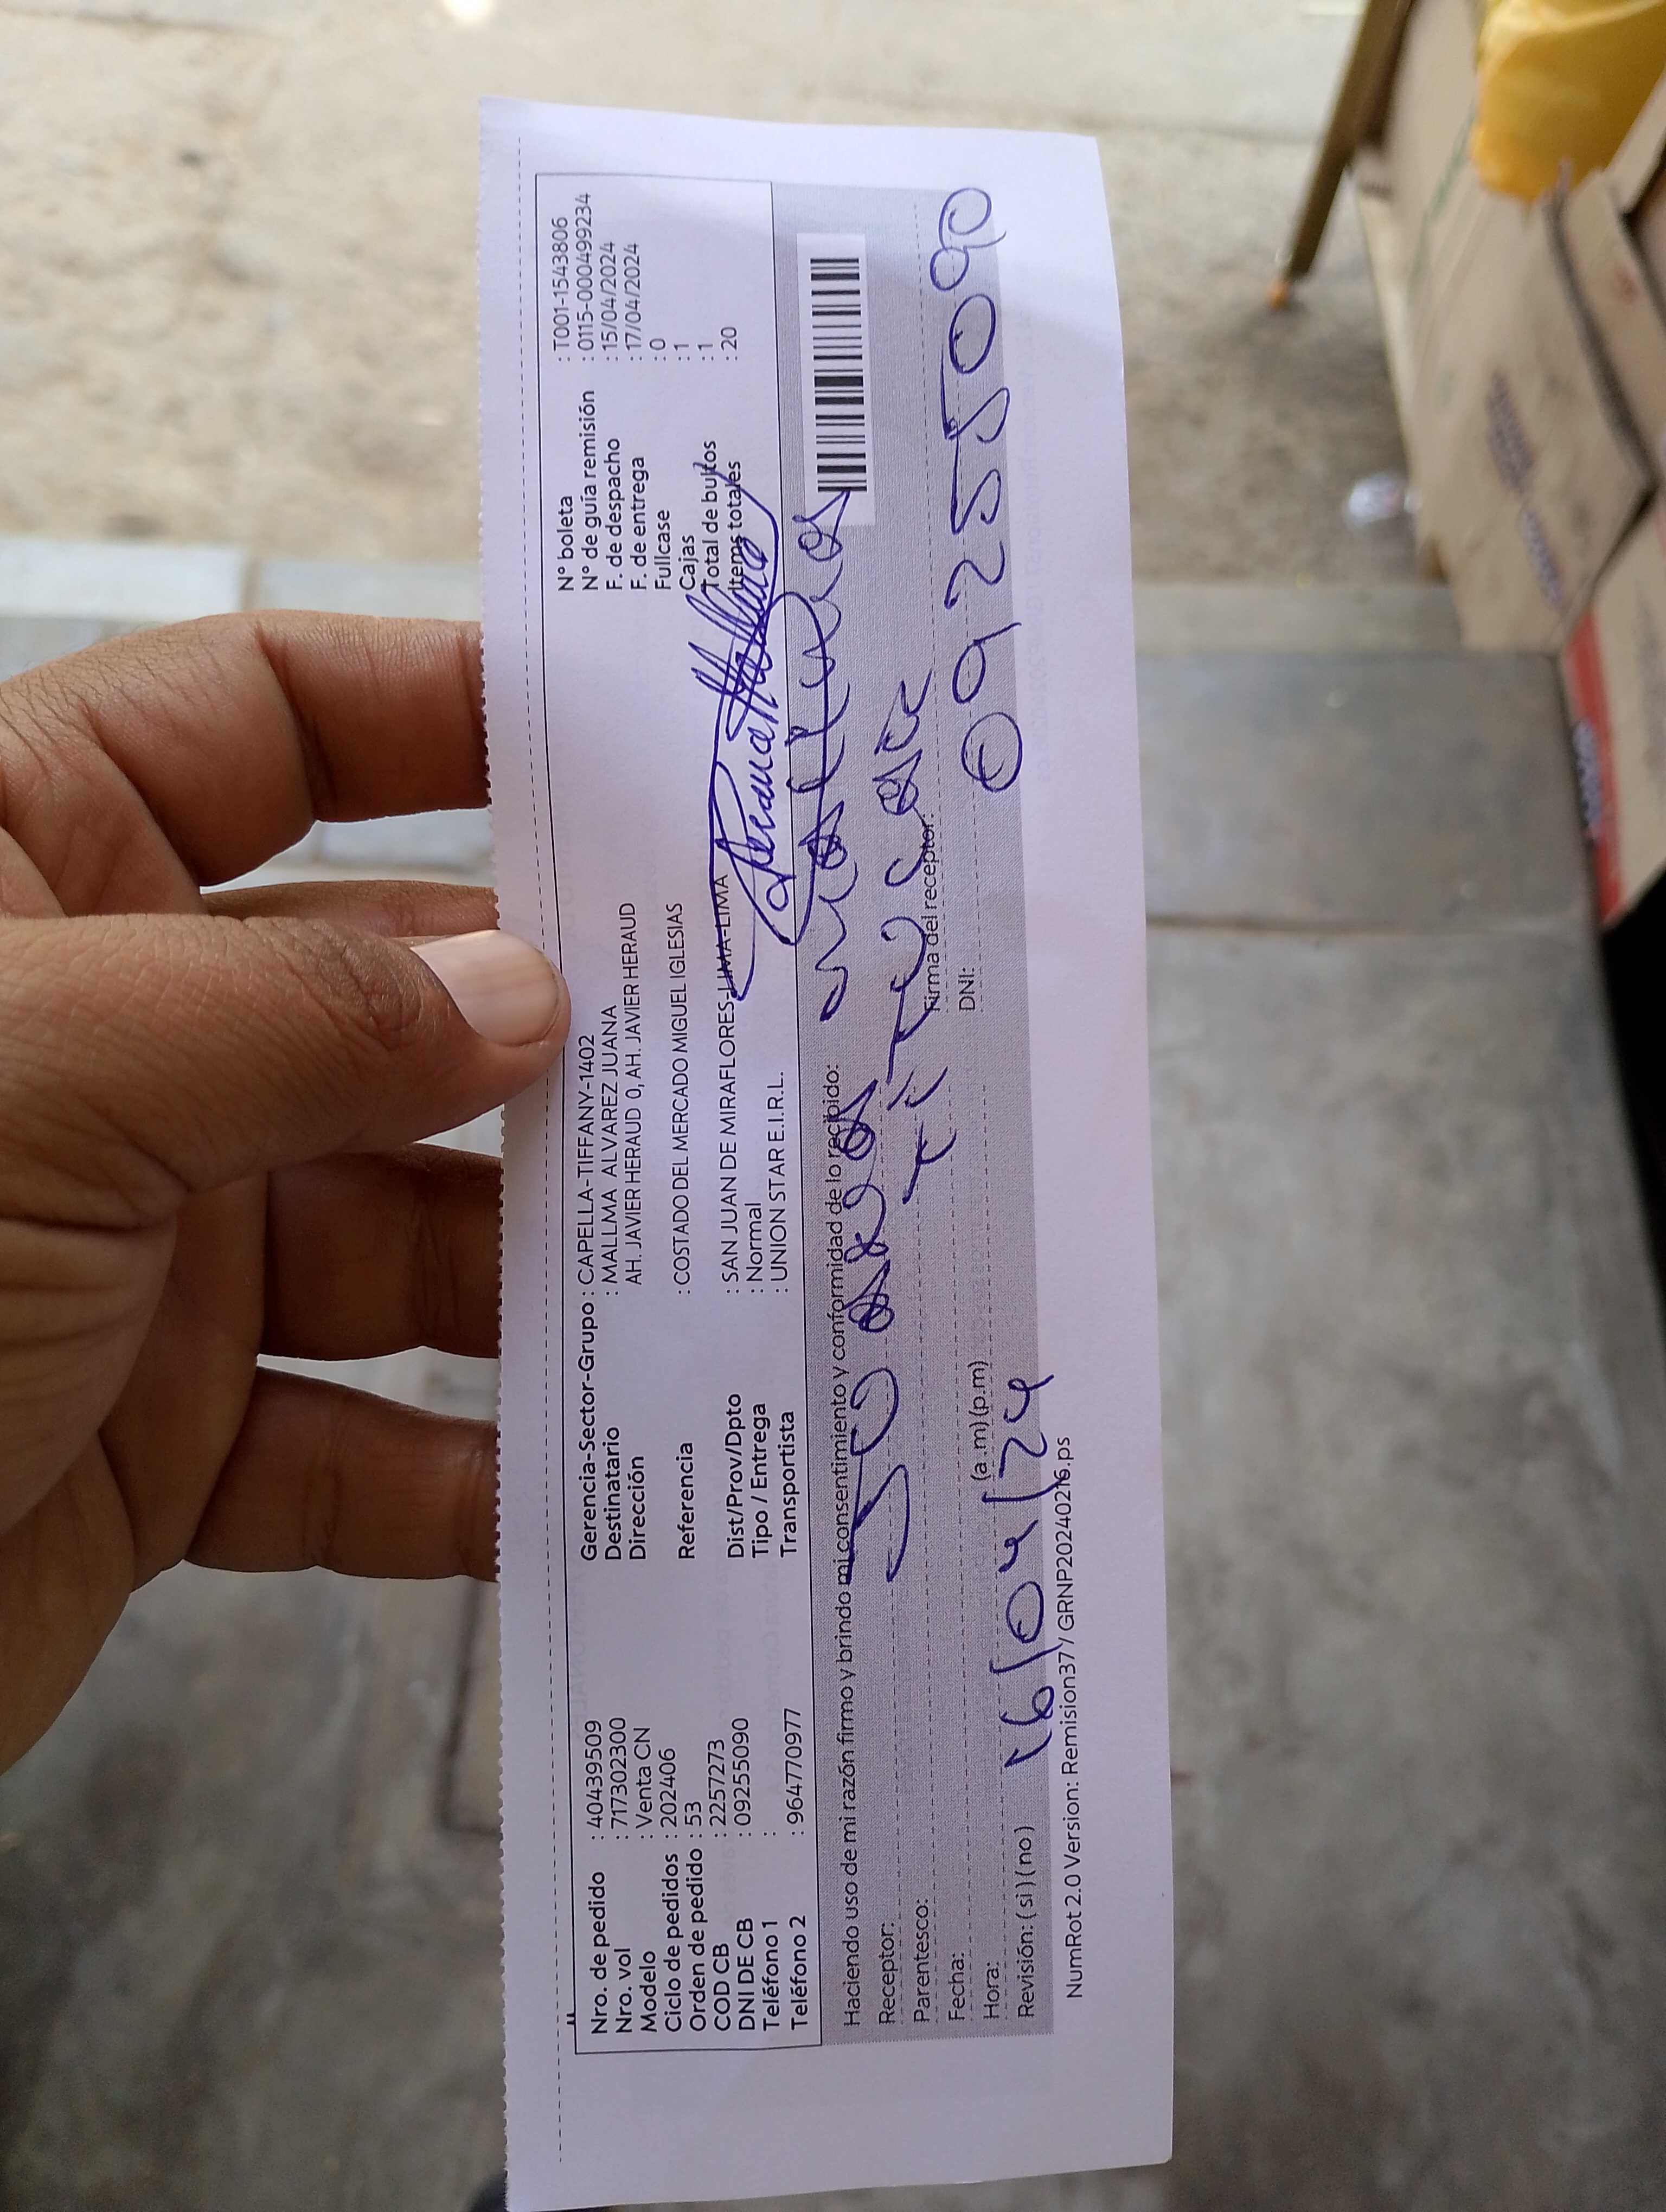 Nro. de pedido : 40439509
Nro. vol : 717302300
Modelo : Venta CN
Ciclo de pedidos : 202406
Orden de pedido : 53
COD CB : 2257273
DNI DE CB : 09255090
Teléfono 1 :
Teléfono 2 : 964770977
Gerencia-Sector-Grupo : CAPELLA-TIFFANY-1402
Destinatario : MALLMA ALVAREZ JUANA
Dirección AH. JAVIER HERAUD 0, AH. JAVIER HERAUD
Referencia : COSTADO DEL MERCADO MIGUEL IGLESIAS
Dist/Prov/Dpto : SAN JUAN DE MIRAFLORES-LIMA-LIMA
Tipo / Entrega : Normal
Transportista : UNION STAR E.I.R.L.
N° boleta : T001-1543806
N° de guía remisión : 0115-0004499234
F. de despacho : 15/04/2024
F. de entrega : 17/04/2024
Fullcase : 0
Cajas : 1
Total de bultos : 1
Items totales : 20
Haciendo uso de mi razón firmo y brindo mi consentimiento y conformidad de lo recibido:
Receptor:
Parentesco:
Fecha:
Hora: (a .m) (p.m)
16/04/24
Revisión: ( si ) ( no )
Firma del receptor:
DNI: 09255090
NumRot 2.0 Version: Remision37 / GRNP20240216.ps